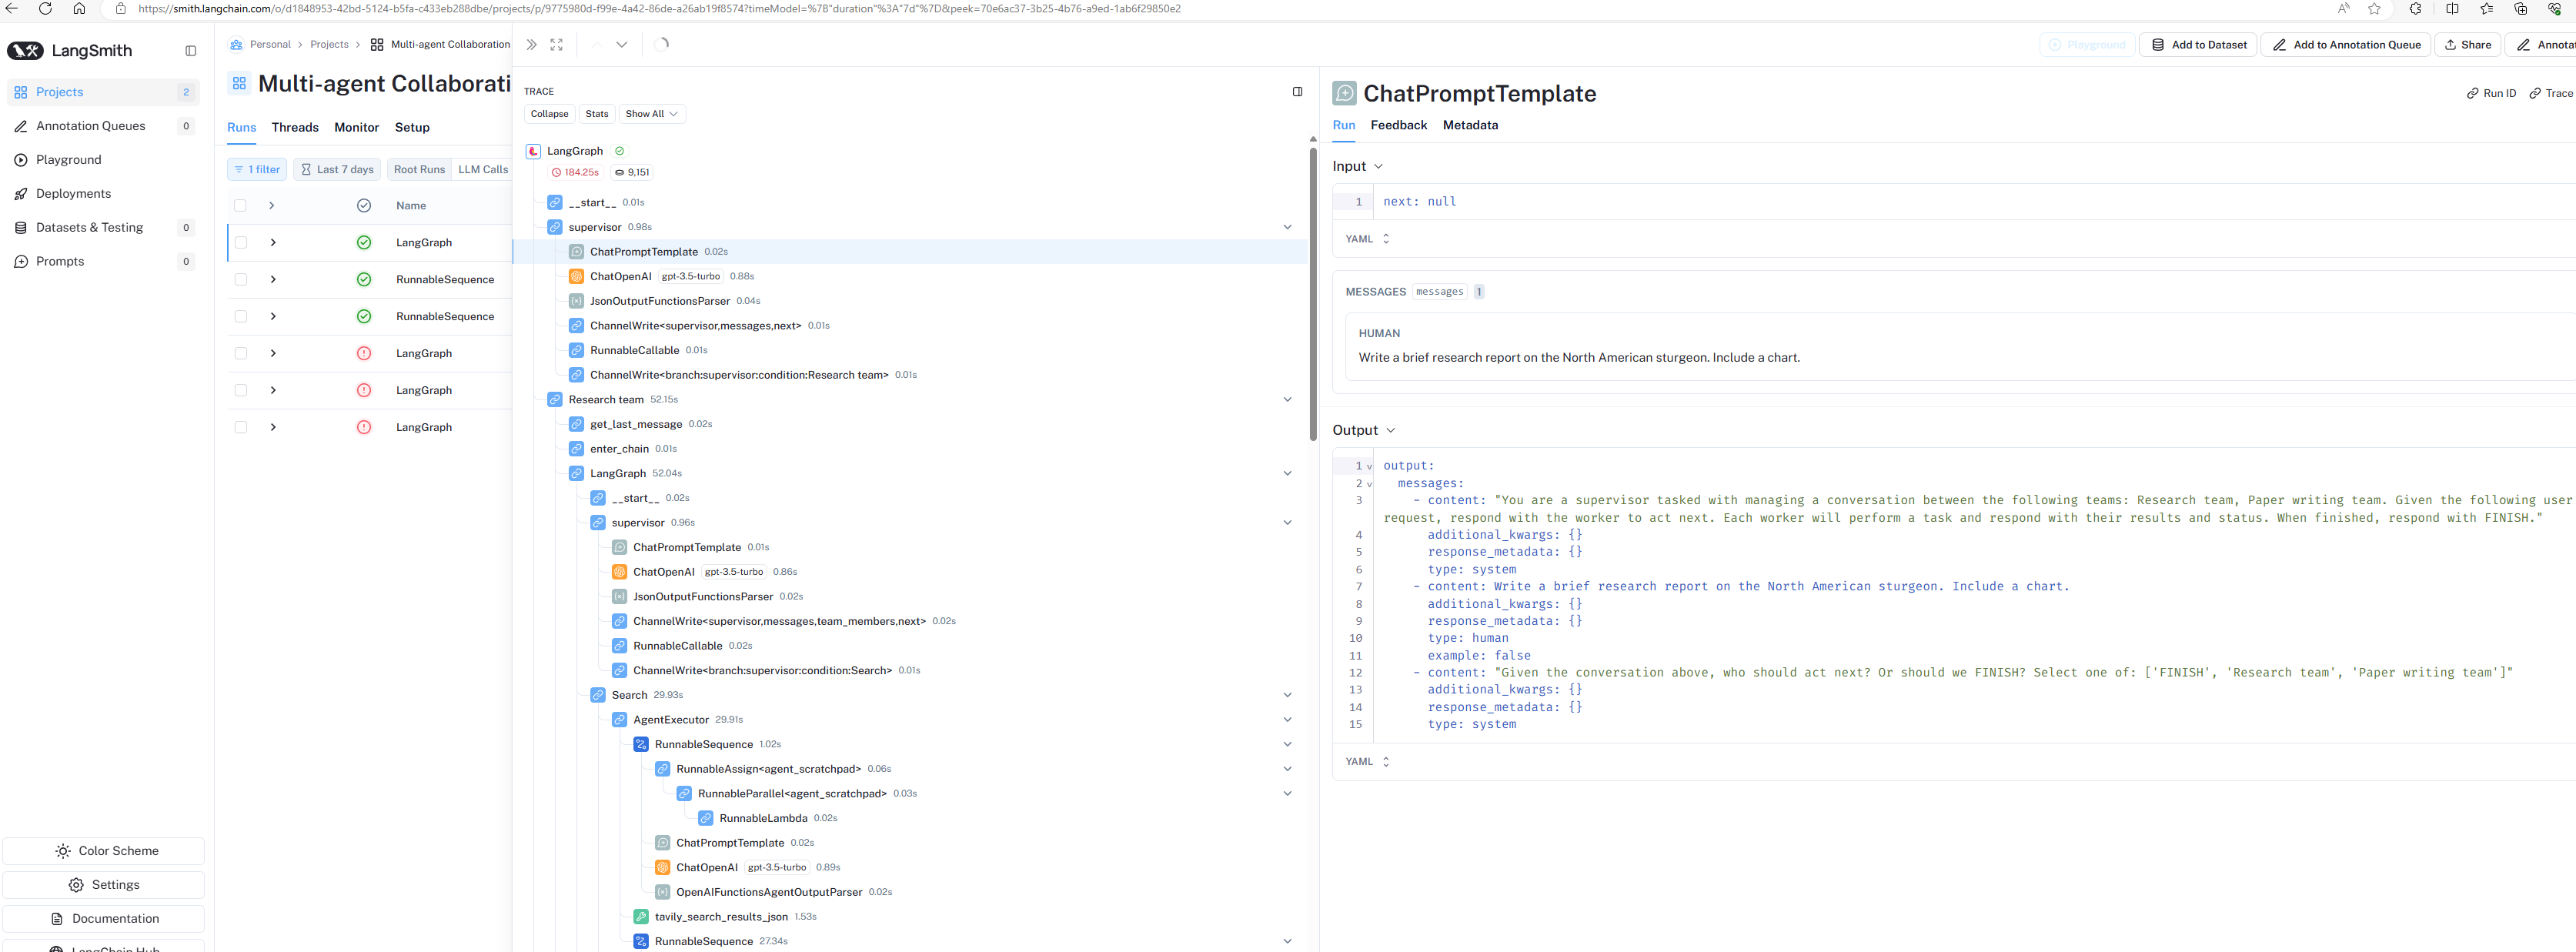 https://smith.langchain.com/o/d1848953-42bd-5124-b5fa-c433eb288dbe/projects/p/9775980d-f99e-4a42-86de-a26ab19f8574?timeModel=%7B"duration"%3A"7d"%7D&peek=70e6ac37-3b25-4b76-a9ed-1ab6f29850e2
LangSmith
Projects 2
Annotation Queues 0
Playground
Deployments
Datasets & Testing 0
Prompts 0
Color Scheme
Settings
Documentation
LangChain Hub
Personal > Projects > Multi-agent Collaboration
Multi-agent Collaborati
Runs Threads Monitor Setup
1 filter Last 7 days Root Runs LLM Calls
Name
LangGraph
RunnableSequence
RunnableSequence
LangGraph
LangGraph
LangGraph
Playground Add to Dataset Add to Annotation Queue Share Annotat
TRACE
Collapse Stats Show All
LangGraph
184.25s 9,151
__start__ 0.01s
supervisor 0.98s
ChatPromptTemplate 0.02s
ChatOpenAI gpt-3.5-turbo 0.88s
JsonOutputFunctionsParser 0.04s
ChannelWrite<supervisor,messages,next> 0.01s
RunnableCallable 0.01s
ChannelWrite<branch:supervisor:condition:Research team> 0.01s
Research team 52.15s
get_last_message 0.02s
enter_chain 0.01s
LangGraph 52.04s
__start__ 0.02s
supervisor 0.96s
ChatPromptTemplate 0.01s
ChatOpenAI gpt-3.5-turbo 0.86s
JsonOutputFunctionsParser 0.02s
ChannelWrite<supervisor,messages,team_members,next> 0.02s
RunnableCallable 0.02s
ChannelWrite<branch:supervisor:condition:Search> 0.01s
Search 29.93s
AgentExecutor 29.91s
RunnableSequence 1.02s
RunnableAssign<agent_scratchpad> 0.06s
RunnableParallel<agent_scratchpad> 0.03s
RunnableLambda 0.02s
ChatPromptTemplate 0.02s
ChatOpenAI gpt-3.5-turbo 0.89s
OpenAIFunctionsAgentOutputParser 0.02s
tavily_search_results_json 1.53s
RunnableSequence 27.34s
ChatPromptTemplate
Run ID Trace
Run Feedback Metadata
Input
1 next: null
YAML
MESSAGES messages 1
HUMAN
Write a brief research report on the North American sturgeon. Include a chart.
Output
1 output:
2 messages:
3 - content: "You are a supervisor tasked with managing a conversation between the following teams: Research team, Paper writing team. Given the following user
request, respond with the worker to act next. Each worker will perform a task and respond with their results and status. When finished, respond with FINISH."
4 additional_kwargs: {}
5 response_metadata: {}
6 type: system
7 - content: Write a brief research report on the North American sturgeon. Include a chart.
8 additional_kwargs: {}
9 response_metadata: {}
10 type: human
11 example: false
12 - content: "Given the conversation above, who should act next? Or should we FINISH? Select one of: ['FINISH', 'Research team', 'Paper writing team']"
13 additional_kwargs: {}
14 response_metadata: {}
15 type: system
YAML